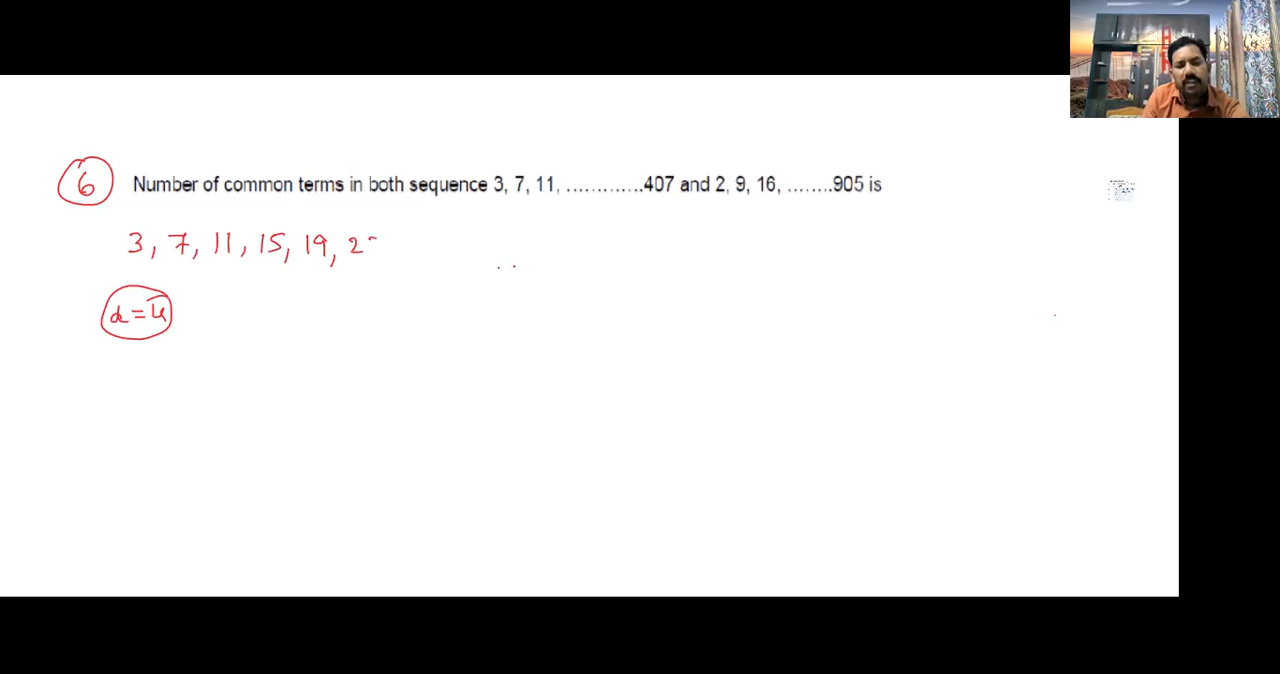 6 Number of common terms in both sequence 3, 7, 11, ..............407 and 2, 9, 16, ........905 is
3, 7, 11, 15, 19, 2
d=4